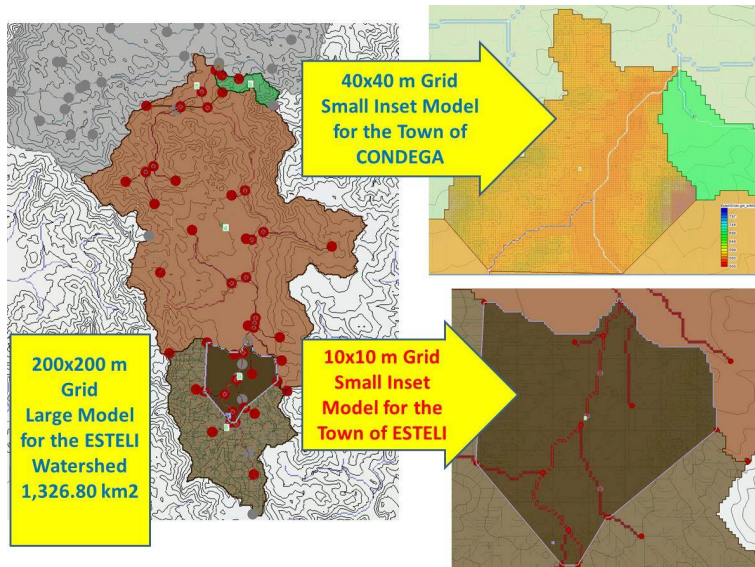 40x40 m Grid
Small Inset Model
for the Town of
CONDEGA
200x200 m
Grid
Large Model
for the ESTELI
Watershed
1,326.80 km2
10x10 m Grid
Small Inset
Model for the
Town of ESTELI